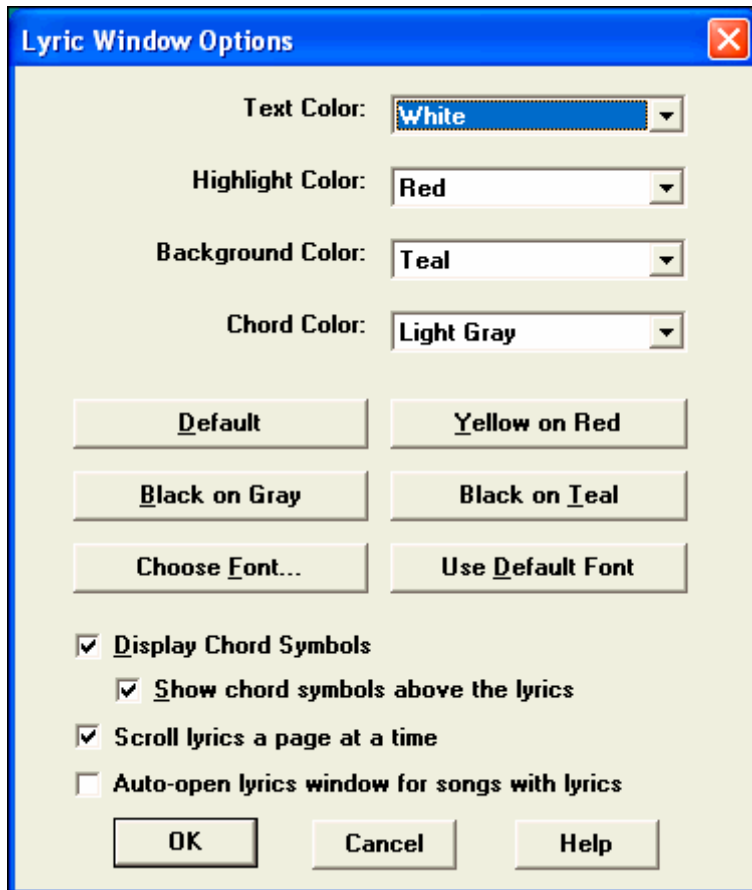 Lyric Window Options
Text Color: White
Highlight Color: Red
Background Color: Teal
Chord Color: Light Gray
Default Yellow on Red
Black on Gray Black on Teal
Choose Font... Use Default Font
Display Chord Symbols
Show chord symbols above the lyrics
Scroll lyrics a page at a time
Auto-open lyrics window for songs with lyrics
OK Cancel Help